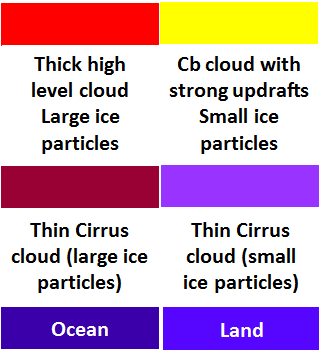 Thick high
level cloud
Large ice
particles
Cb cloud with
strong updrafts
Small ice
particles
Thin Cirrus
cloud (large ice
particles)
Thin Cirrus
cloud (small
ice particles)
Ocean
Land